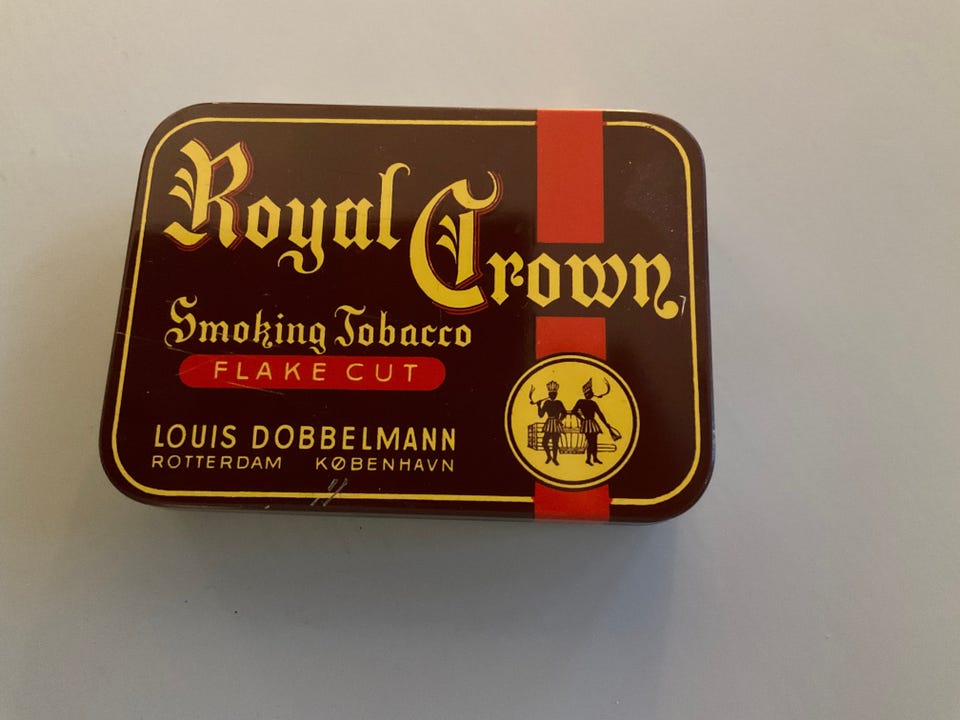 Royal Crown
Smoking Tobacco
FLAKE CUT
LOUIS DOBBELMANN
ROTTERDAM KØBENHAVN